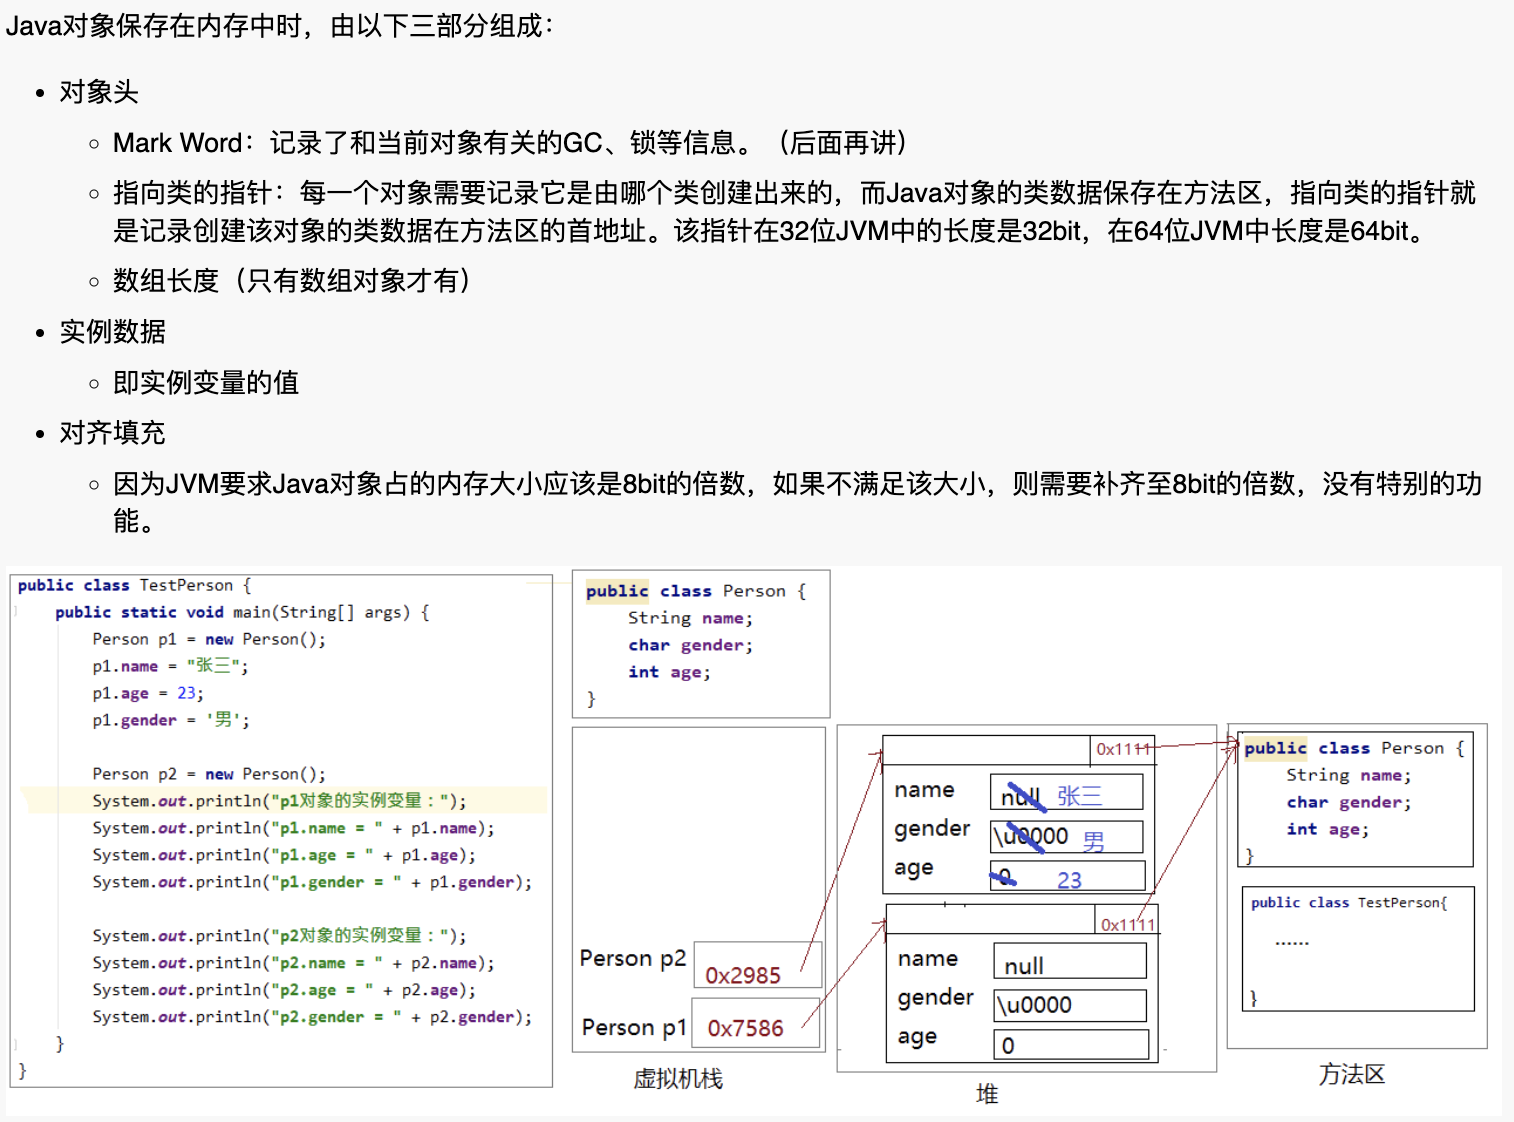 Java对象保存在内存中时，由以下三部分组成：
对象头
Mark Word：记录了和当前对象有关的GC、锁等信息。（后面再讲）
指向类的指针：每一个对象需要记录它是由哪个类创建出来的，而Java对象的类数据保存在方法区，指向类的指针就
是记录创建该对象的类数据在方法区的首地址。该指针在32位JVM中的长度是32bit，在64位JVM中长度是64bit。
数组长度（只有数组对象才有）
实例数据
即实例变量的值
对齐填充
因为JVM要求Java对象占的内存大小应该是8bit的倍数，如果不满足该大小，则需要补齐至8bit的倍数，没有特别的功
能。
public class TestPerson {
public static void main(String[] args) {
Person p1 = new Person();
p1.name = "张三";
p1.age = 23;
p1.gender = '男';
Person p2 = new Person();
System.out.println("p1对象的实例变量：");
System.out.println("p1.name = " + p1.name);
System.out.println("p1.age = " + p1.age);
System.out.println("p1.gender = " + p1.gender);
System.out.println("p2对象的实例变量：");
System.out.println("p2.name = " + p2.name);
System.out.println("p2.age = " + p2.age);
System.out.println("p2.gender = " + p2.gender);
}
}
public class Person {
String name;
char gender;
int age;
}
Person p2 0x2985
Person p1 0x7586
虚拟机栈
0x1111
name null 张三
gender \u0000 男
age 0 23
0x1111
name null
gender \u0000
age 0
堆
public class Person {
String name;
char gender;
int age;
}
public class TestPerson{
......
}
方法区